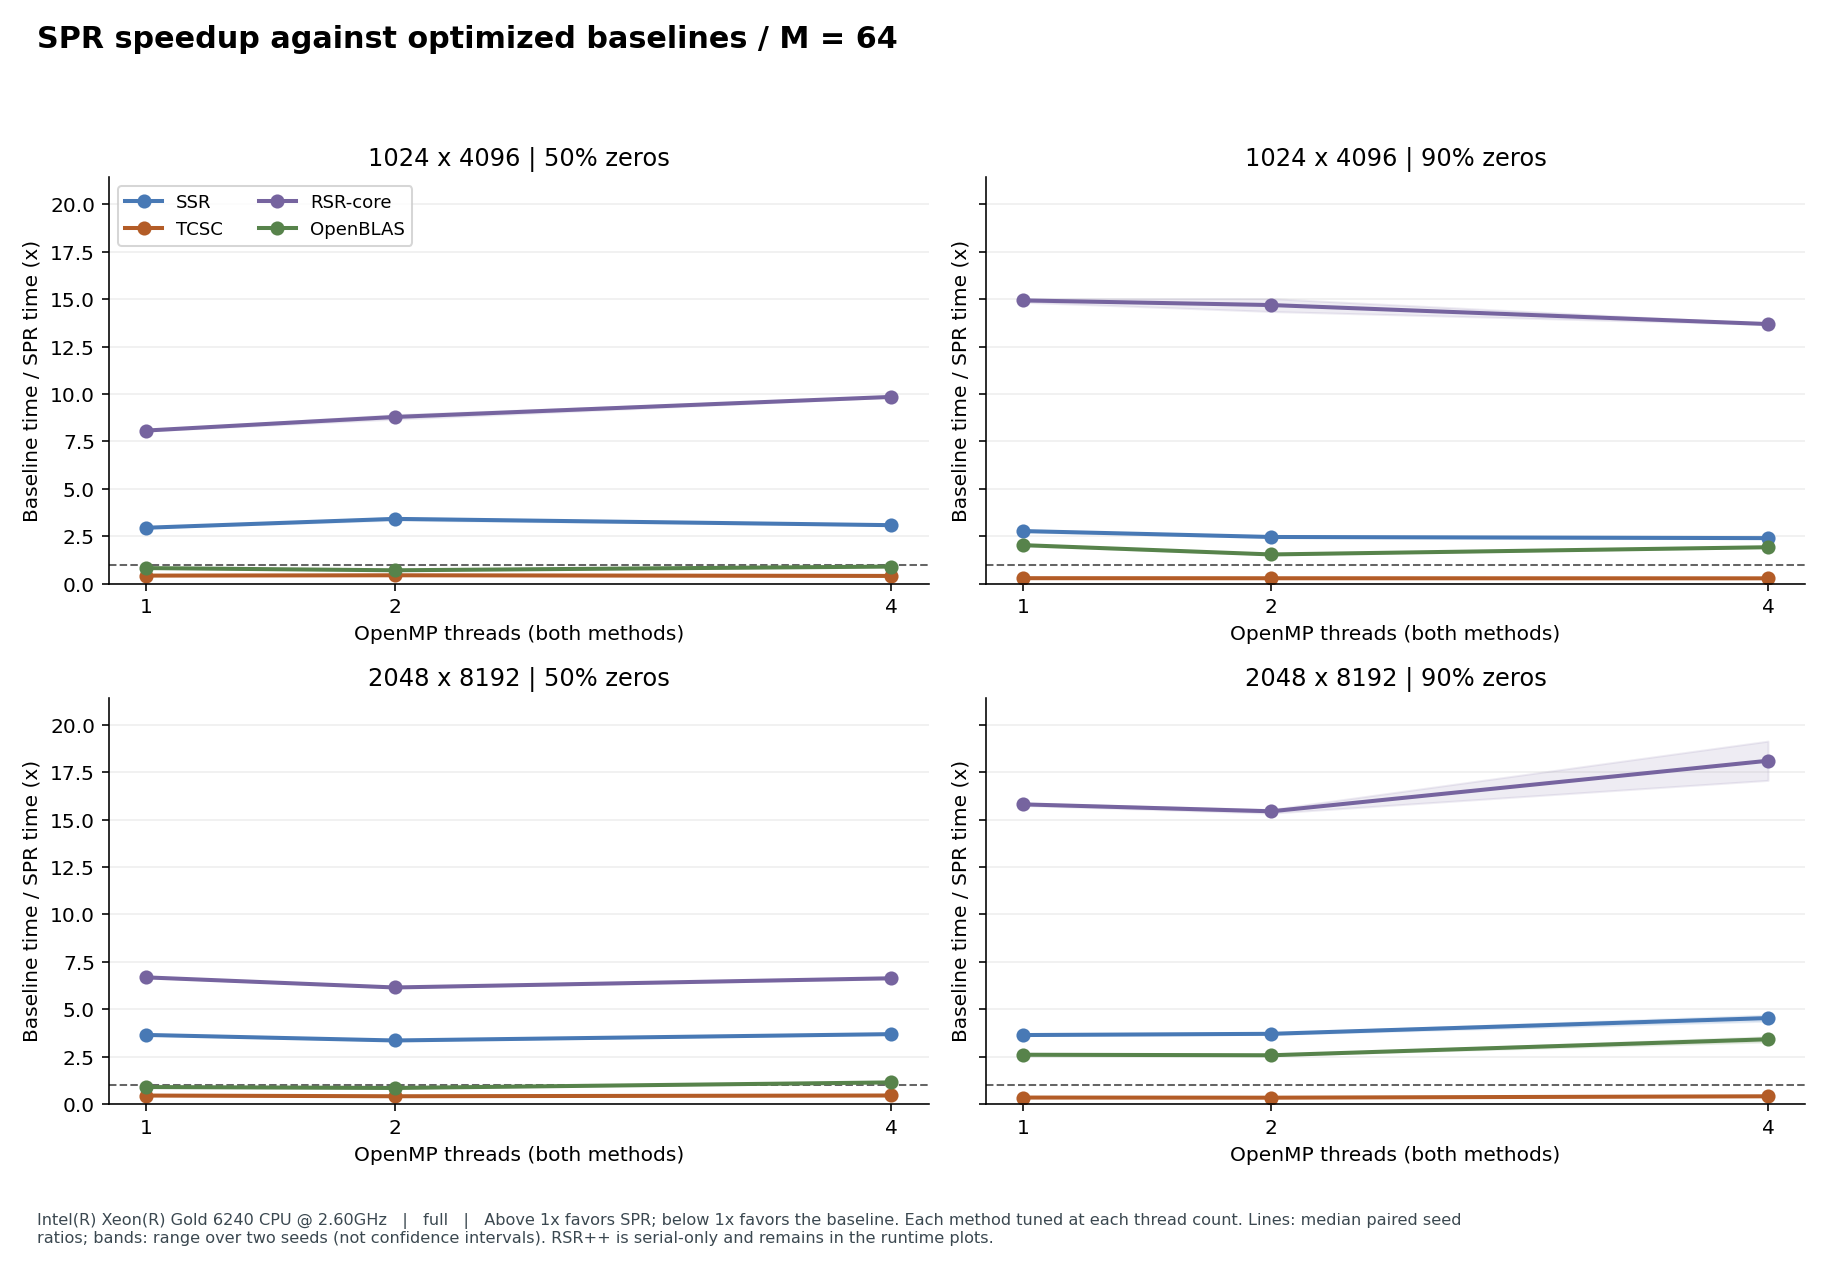 SPR speedup against optimized baselines / M = 64
1024 x 4096 | 50% zeros
Baseline time / SPR time (x)
20.0
17.5
15.0
12.5
10.0
7.5
5.0
2.5
0.0
SSR
TCSC
RSR-core
OpenBLAS
1
2
4
OpenMP threads (both methods)
1024 x 4096 | 90% zeros
Baseline time / SPR time (x)
1
2
4
OpenMP threads (both methods)
2048 x 8192 | 50% zeros
Baseline time / SPR time (x)
20.0
17.5
15.0
12.5
10.0
7.5
5.0
2.5
0.0
1
2
4
OpenMP threads (both methods)
2048 x 8192 | 90% zeros
Baseline time / SPR time (x)
1
2
4
OpenMP threads (both methods)
Intel(R) Xeon(R) Gold 6240 CPU @ 2.60GHz | full | Above 1x favors SPR; below 1x favors the baseline. Each method tuned at each thread count. Lines: median paired seed
ratios; bands: range over two seeds (not confidence intervals). RSR++ is serial-only and remains in the runtime plots.